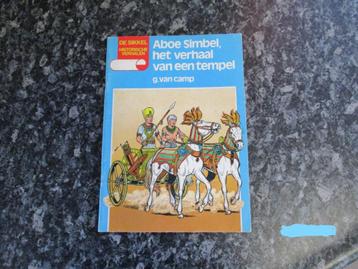 DE SIKKEL
HISTORISCHE
VERHALEN
Aboe Simbel,
het verhaal
van een tempel
g. van camp